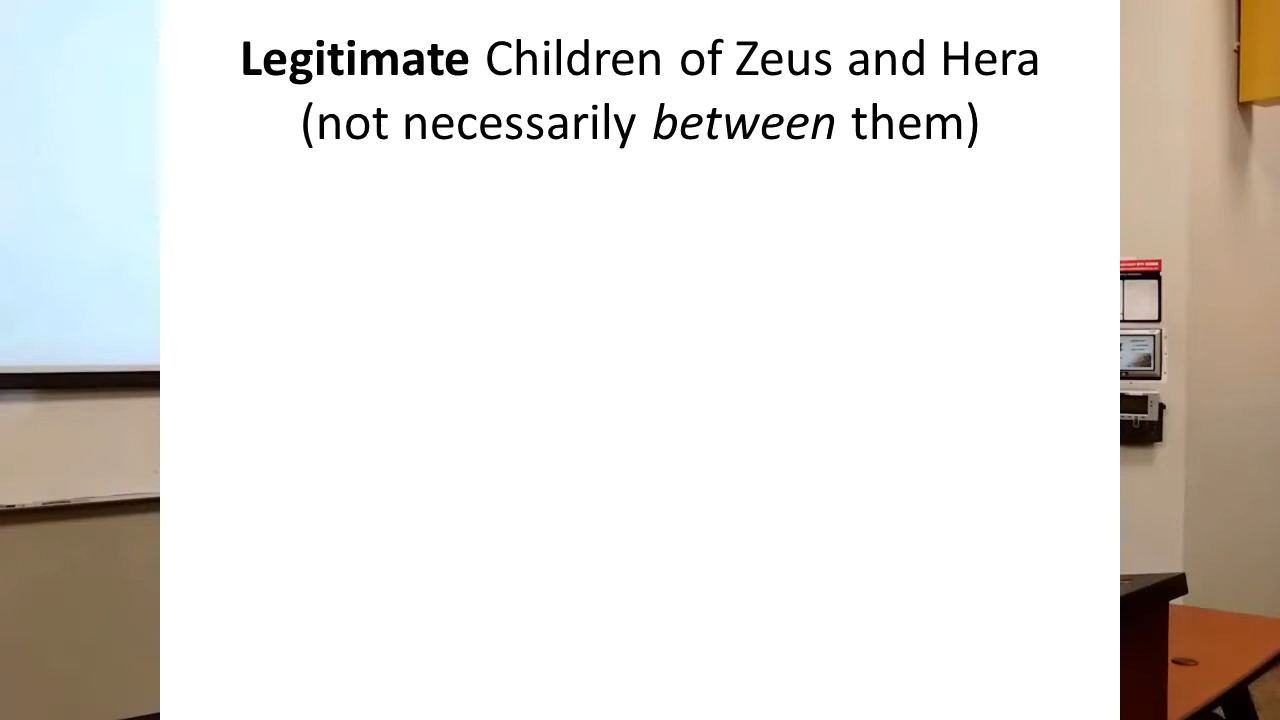 Legitimate Children of Zeus and Hera
(not necessarily between them)